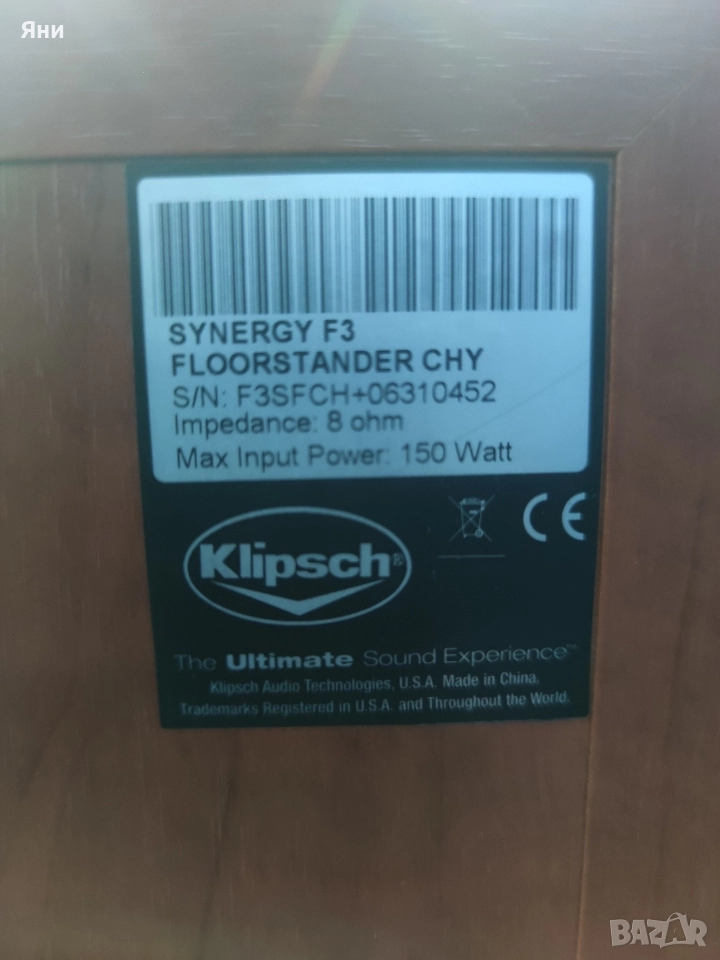 Яни
SYNERGY F3
FLOORSTANDER CHY
S/N: F3SFCH+06310452
Impedance: 8 ohm
Max Input Power: 150 Watt
CE
Klipsch®
The Ultimate Sound Experience™
Klipsch Audio Technologies, U.S.A. Made in China.
Trademarks Registered in U.S.A. and Throughout the World.
BAZAR